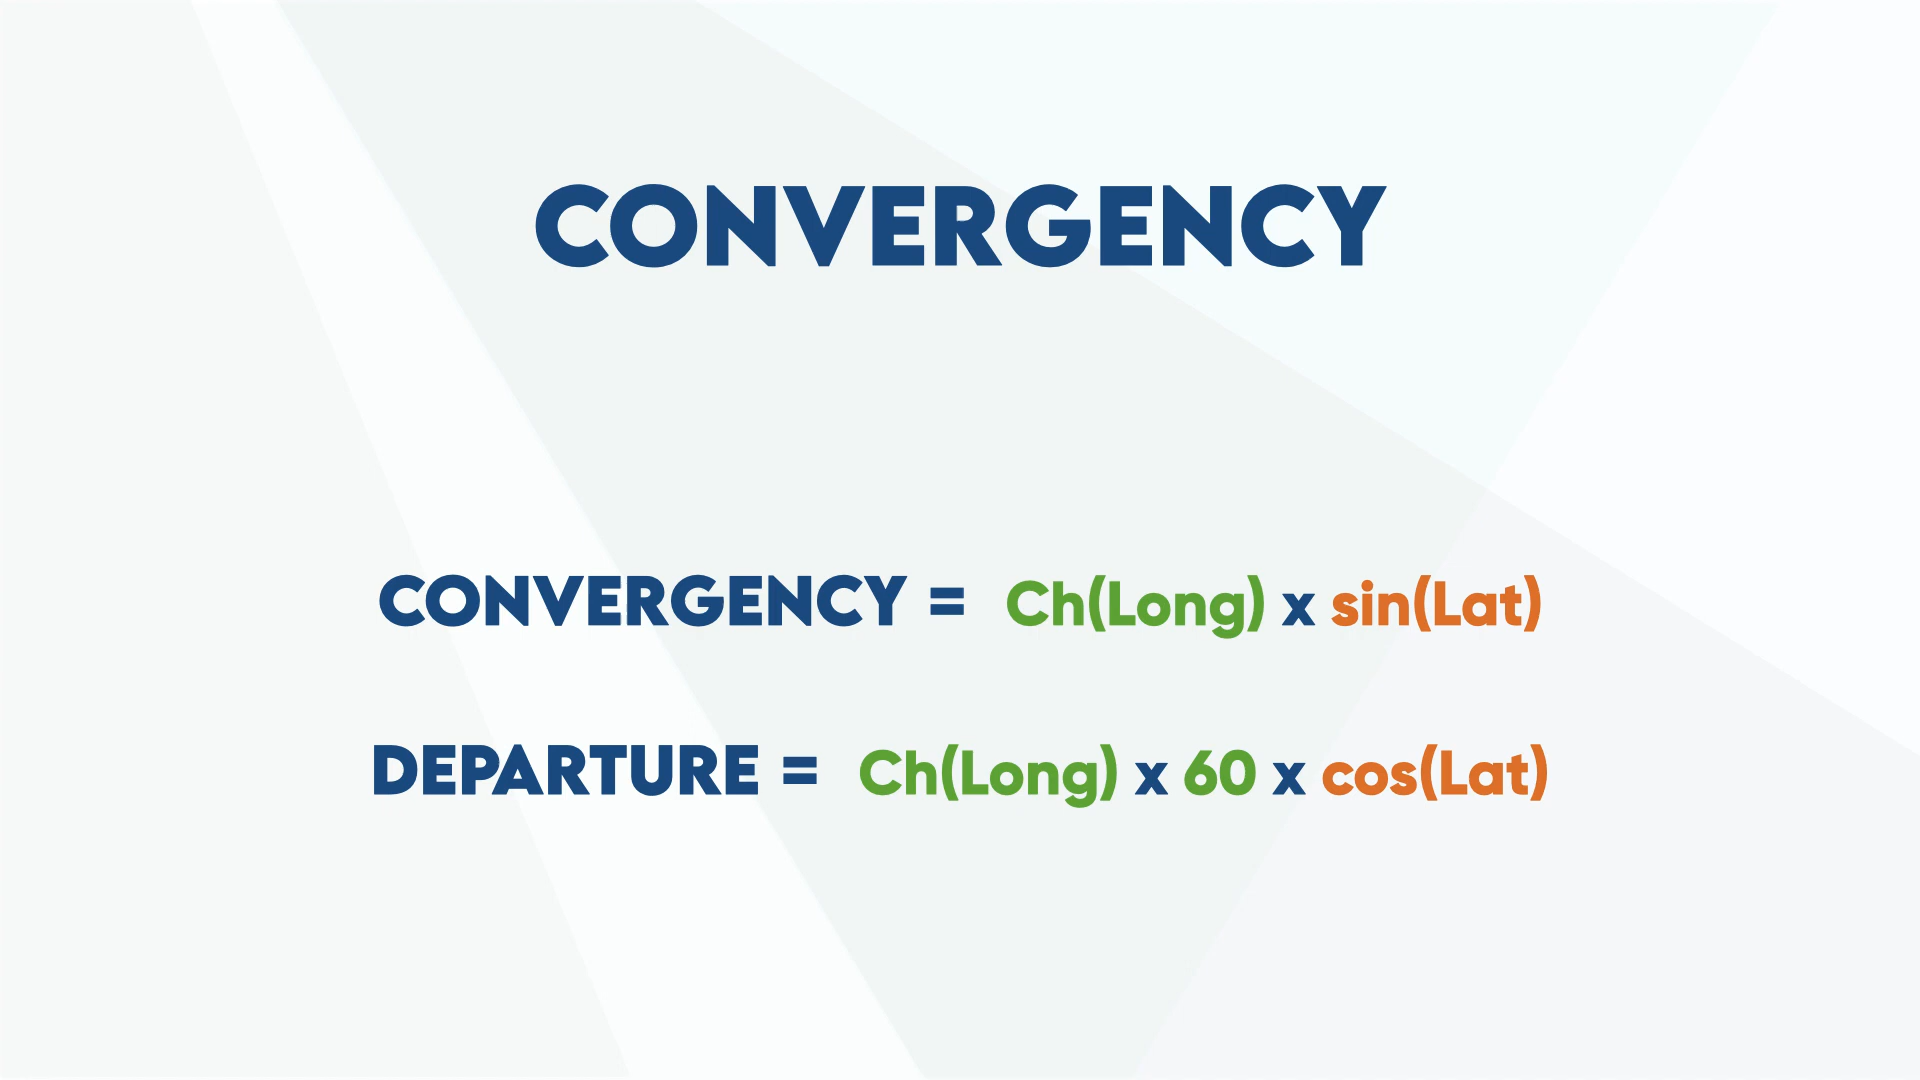 CONVERGENCY
CONVERGENCY = Ch(Long) x sin(Lat)
DEPARTURE = Ch(Long) x 60 x cos(Lat)